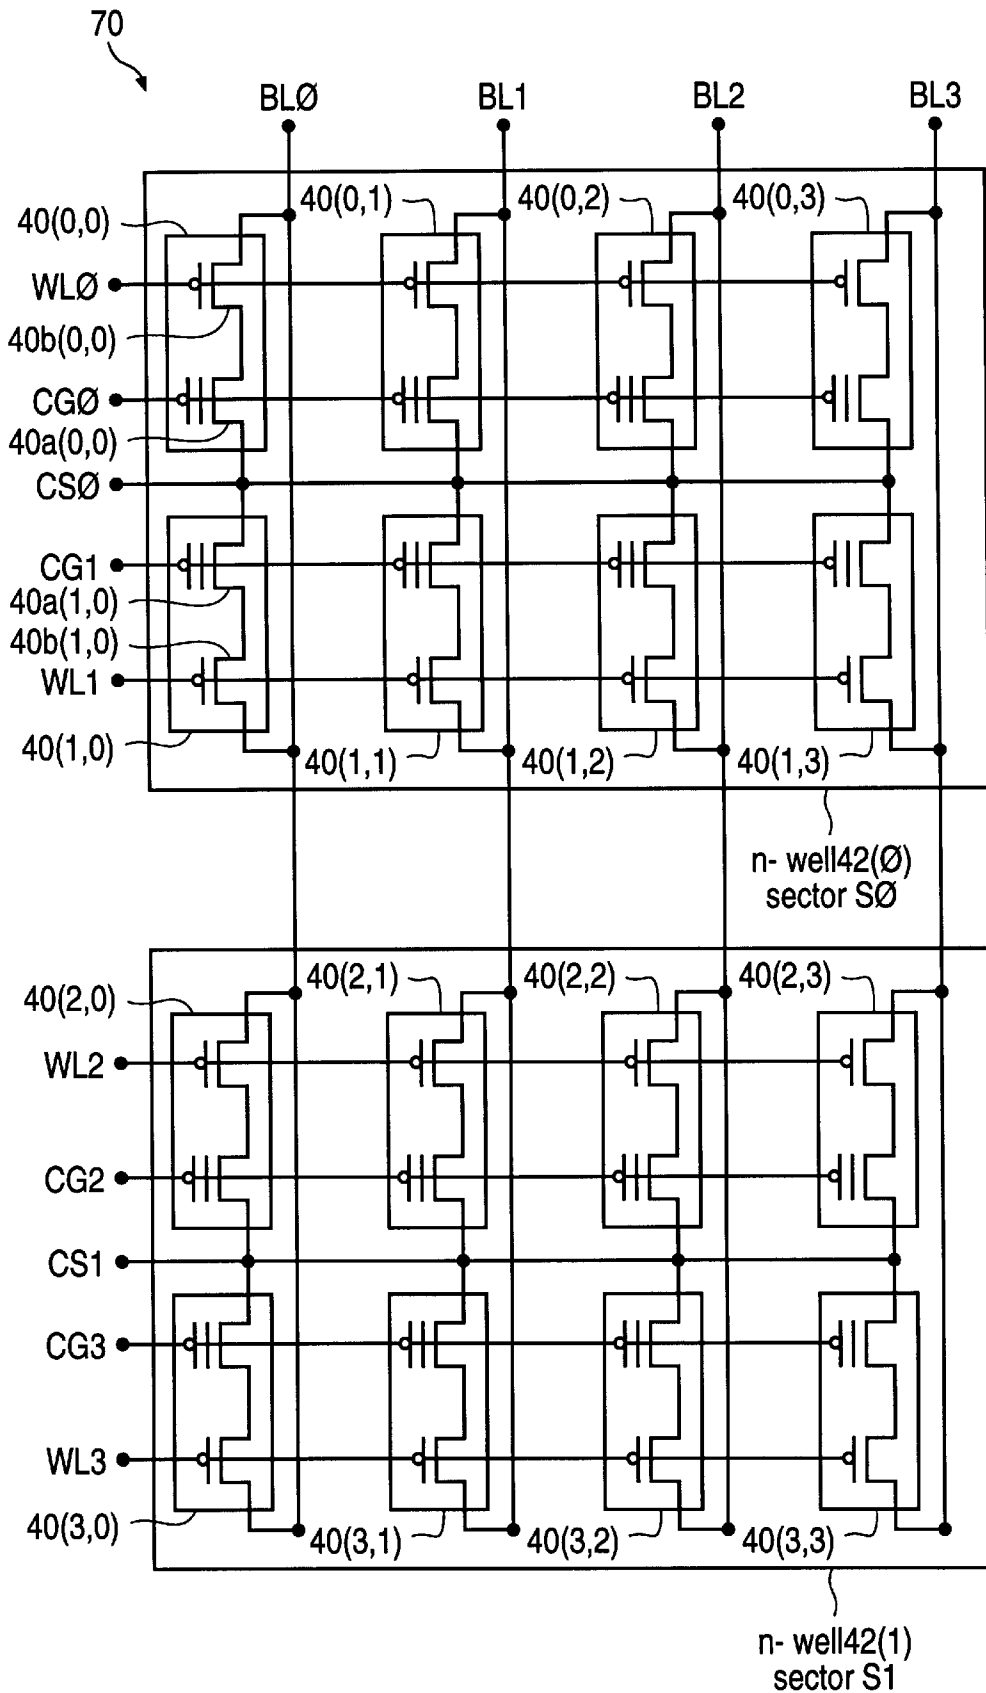 70
BLØ BL1 BL2 BL3
40(0,0) 40(0,1) 40(0,2) 40(0,3)
WLØ
40b(0,0)
CGØ
40a(0,0)
CSØ
CG1
40a(1,0)
40b(1,0)
WL1
40(1,0) 40(1,1) 40(1,2) 40(1,3)
n- well42(Ø)
sector SØ
40(2,0) 40(2,1) 40(2,2) 40(2,3)
WL2
CG2
CS1
CG3
WL3
40(3,0) 40(3,1) 40(3,2) 40(3,3)
n- well42(1)
sector S1